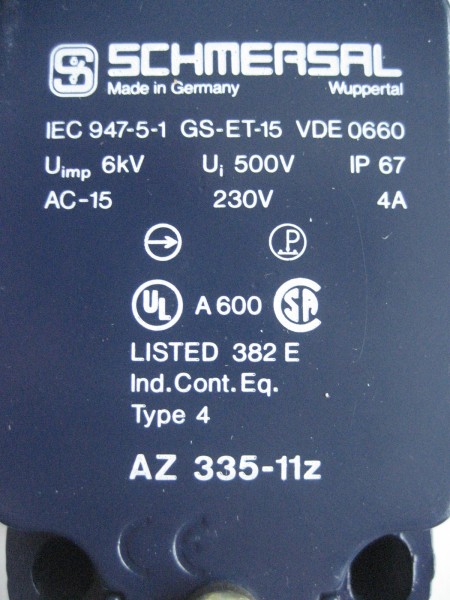 SCHMERSAL
Made in Germany Wuppertal
IEC 947-5-1 GS-ET-15 VDE 0660
Uimp 6kV Ui 500V IP 67
AC-15 230V 4A
P
UL A 600 SA
LISTED 382 E
Ind.Cont.Eq.
Type 4
AZ 335-11z